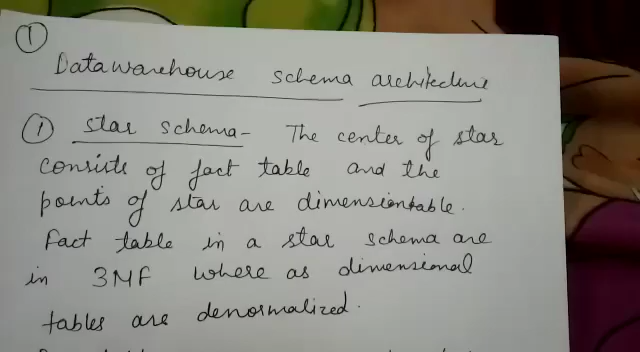 ①
Datawarehouse schema architecture
① Star schema - The center of star
consists of fact table and the
points of star are dimensiontable.
Fact table in a star schema are
in 3NF where as dimensional
tables are denormalized.